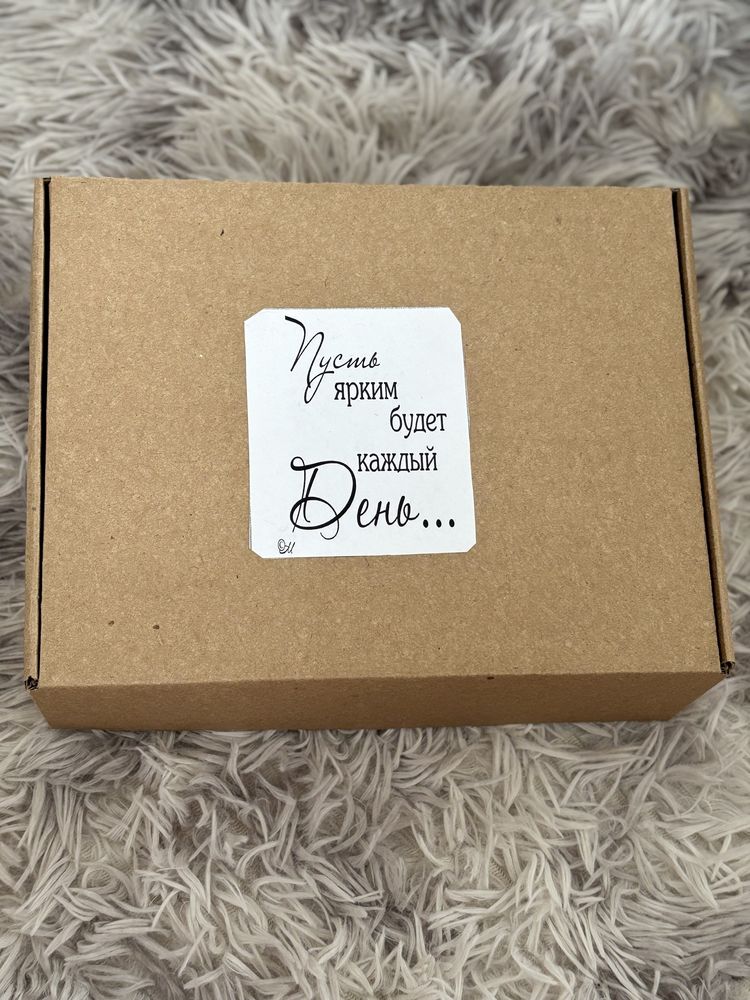 Пусть
ярким
будет
каждый
День...